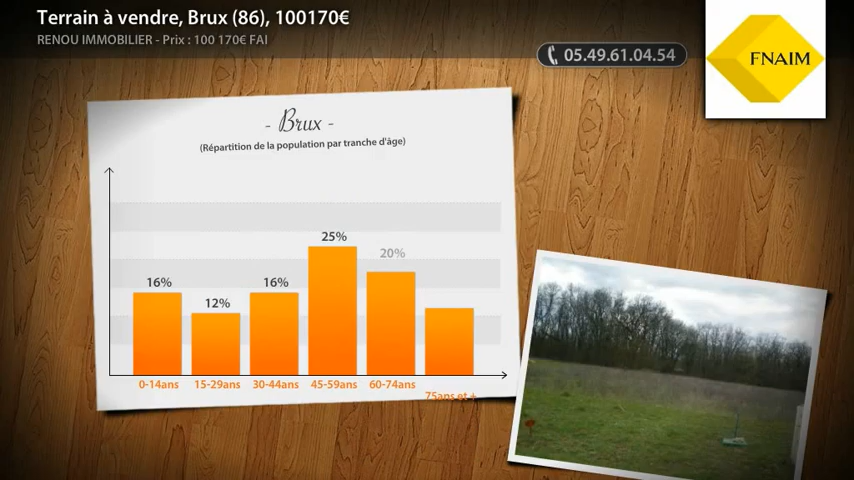 Terrain à vendre, Brux (86), 100170€
RENOU IMMOBILIER - Prix : 100 170€ FAI
05.49.61.04.54
FNAIM
- Brux -
(Répartition de la population par tranche d'âge)
16%
12%
16%
25%
20%
0-14ans
15-29ans
30-44ans
45-59ans
60-74ans
75ans et +